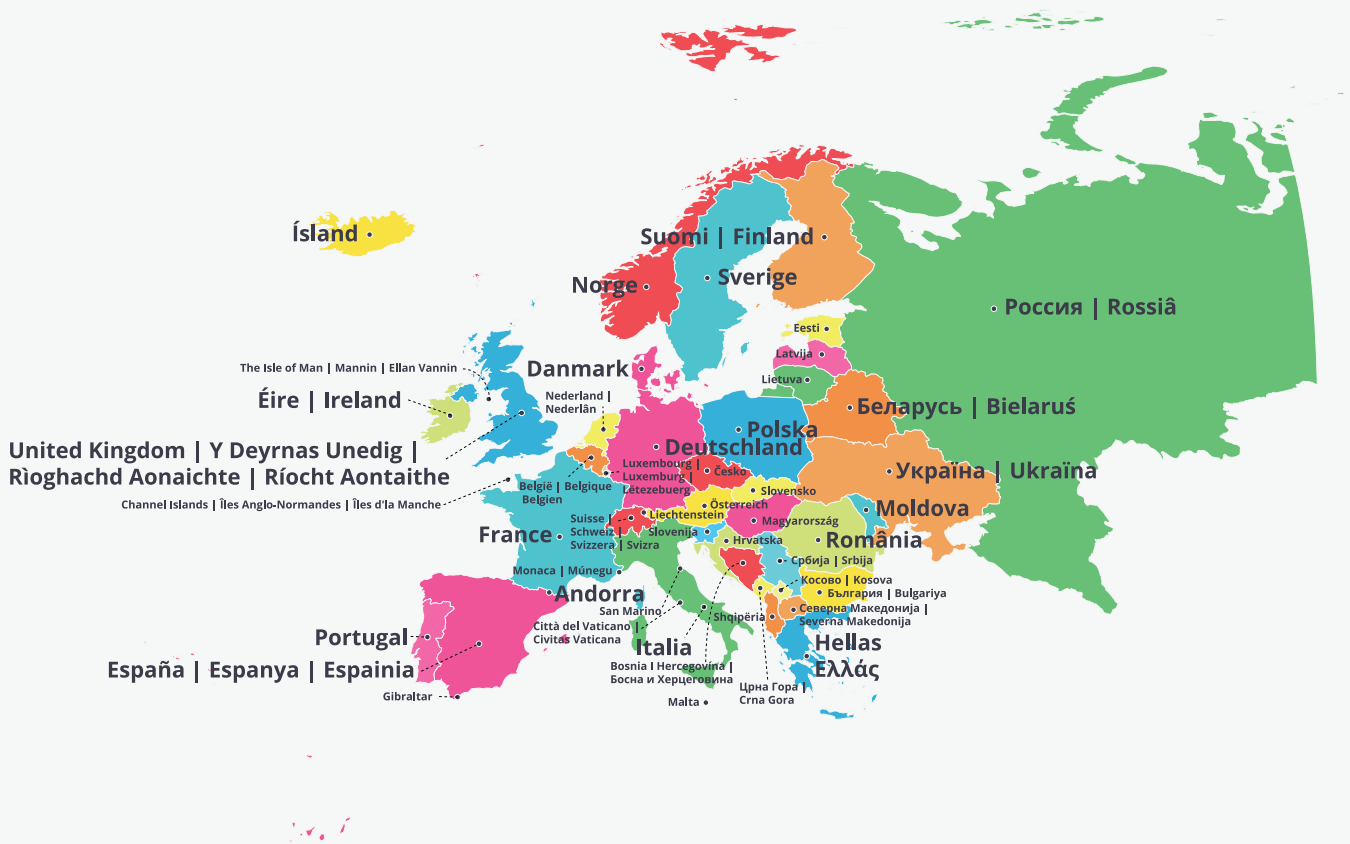 Ísland
Suomi | Finland
Sverige
Norge
Россия | Rossiâ
Eesti
Latvija
Danmark
The Isle of Man | Mannin | Ellan Vannin
Lietuva
Nederland |
Nederlân
Éire | Ireland
Беларусь | Bielaruś
Polska
Deutschland
United Kingdom | Y Deyrnas Unedig |
Rìoghachd Aonaichte | Ríocht Aontaithe
Luxembourg |
Luxemburg |
Lëtezebuerg
Česko
Україна | Ukraïna
België | Belgique
Belgien
Slovensko
Channel Islands | Îles Anglo-Normandes | Îles d'la Manche
Österreich
Moldova
Liechtenstein
Suisse |
Schweiz |
Svizzera | Svizra
Magyarország
France
Slovenija
Hrvatska
România
Србија | Srbija
Monaca | Múnegu
Косово | Kosova
Andorra
България | Bulgariya
San Marino
Северна Македонија |
Severna Makedonija
Shqipëria
Città del Vaticano |
Civitas Vaticana
Portugal
Italia
Hellas
Ελλάς
España | Espanya | Espainia
Bosnia I Hercegovína |
Босна и Херцеговина
Црна Гора |
Crna Gora
Gibraltar
Malta